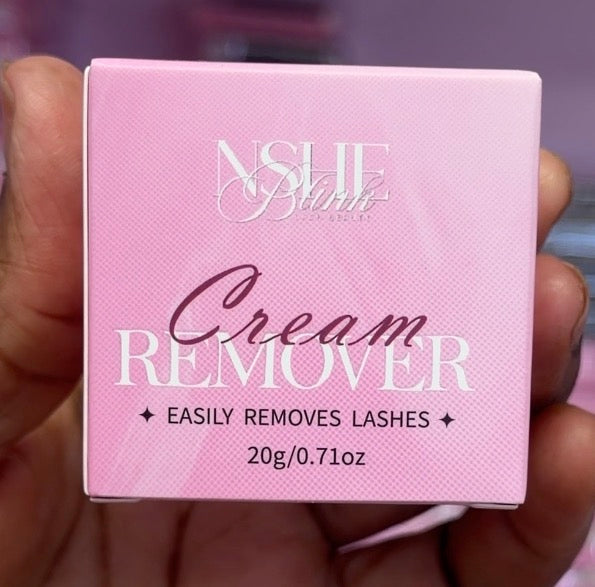 NSHE
Blink
Cream
REMOVER
✦ EASILY REMOVES LASHES ✦
20g/0.71oz